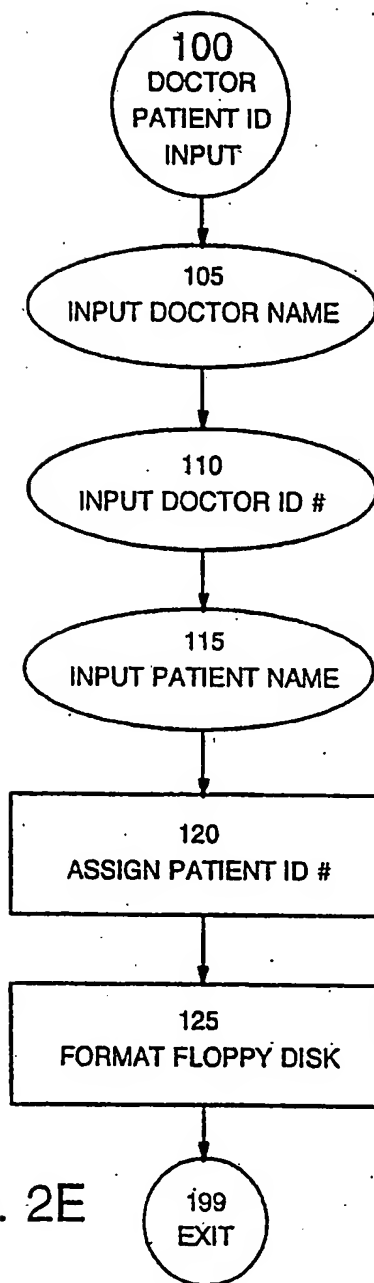 100
DOCTOR
PATIENT ID
INPUT
105
INPUT DOCTOR NAME
110
INPUT DOCTOR ID #
115
INPUT PATIENT NAME
120
ASSIGN PATIENT ID #
125
FORMAT FLOPPY DISK
199
EXIT
. 2E